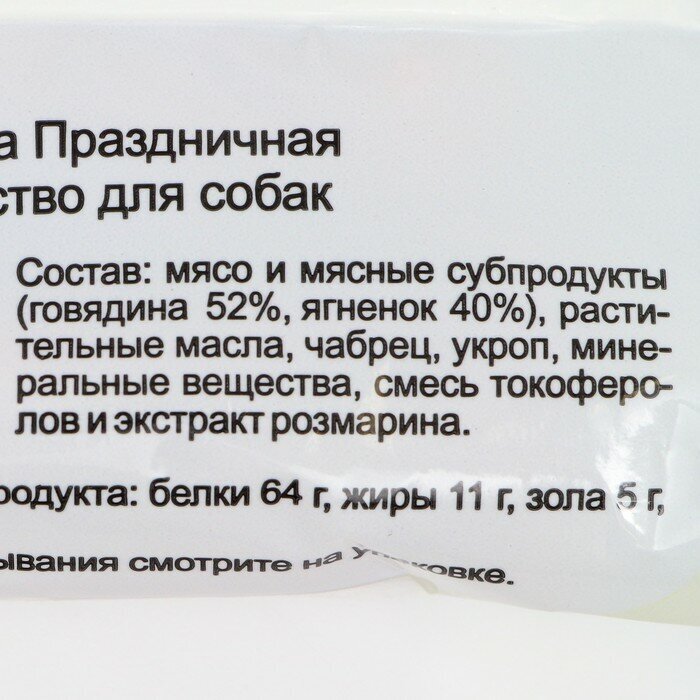 а Праздничная
ство для собак
Состав: мясо и мясные субпродукты
(говядина 52%, ягненок 40%), расти-
тельные масла, чабрец, укроп, мине-
ральные вещества, смесь токоферо-
лов и экстракт розмарина.
родукта: белки 64 г, жиры 11 г, зола 5 г,
ывания смотрите на упаковке.